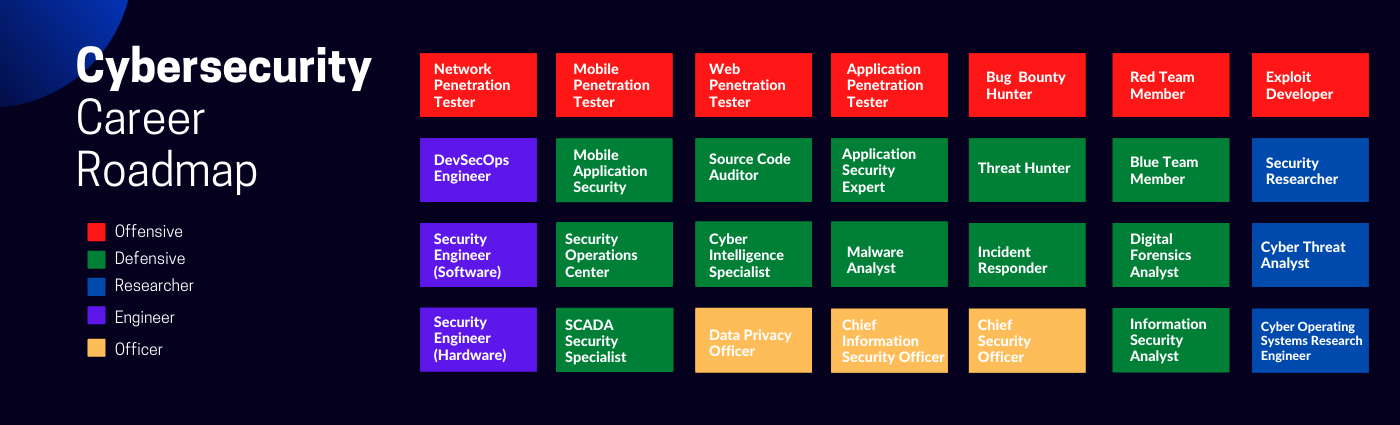 Cybersecurity
Career
Roadmap
Offensive
Defensive
Researcher
Engineer
Officer
Network
Penetration
Tester
Mobile
Penetration
Tester
Web
Penetration
Tester
Application
Penetration
Tester
Bug Bounty
Hunter
Red Team
Member
Exploit
Developer
DevSecOps
Engineer
Mobile
Application
Security
Source Code
Auditor
Application
Security
Expert
Threat Hunter
Blue Team
Member
Security
Researcher
Security
Engineer
(Software)
Security
Operations
Center
Cyber
Intelligence
Specialist
Malware
Analyst
Incident
Responder
Digital
Forensics
Analyst
Cyber Threat
Analyst
Security
Engineer
(Hardware)
SCADA
Security
Specialist
Data Privacy
Officer
Chief
Information
Security Officer
Chief
Security
Officer
Information
Security
Analyst
Cyber Operating
Systems Research
Engineer